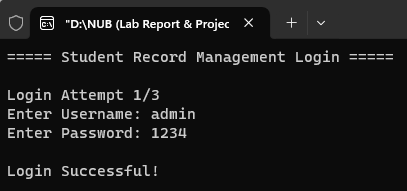 "D:\NUB (Lab Report & Projec
===== Student Record Management Login =====
Login Attempt 1/3
Enter Username: admin
Enter Password: 1234
Login Successful!